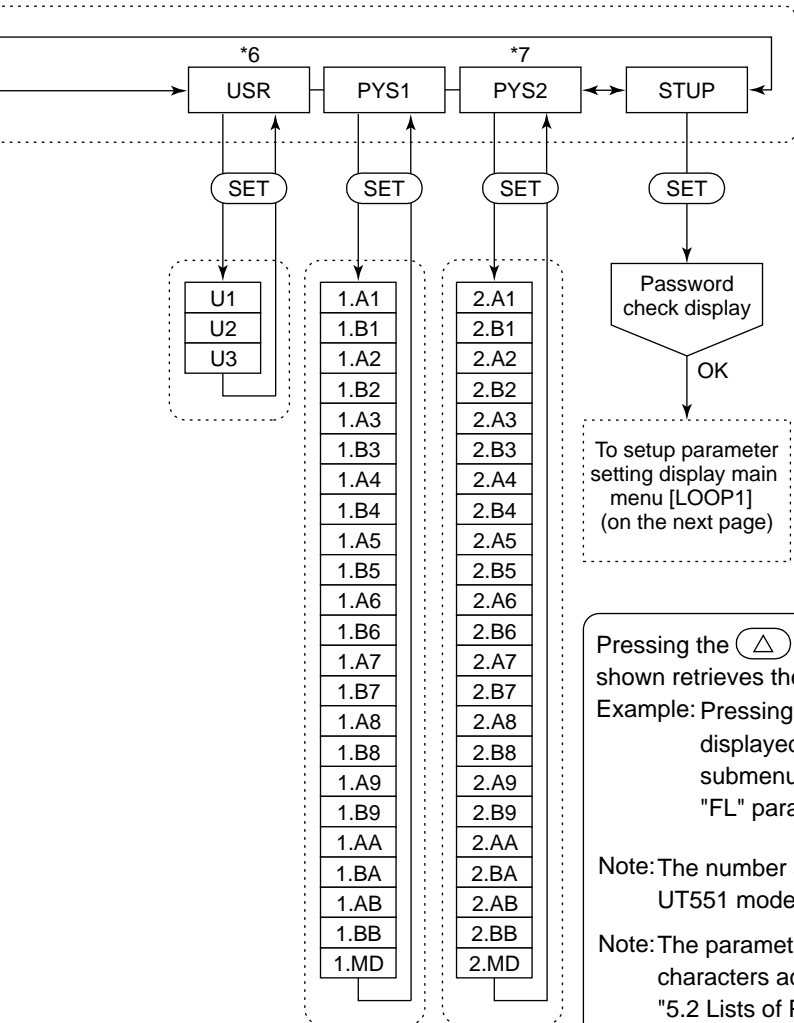 *6
*7
USR
PYS1
PYS2
STUP
SET
SET
SET
SET
U1
U2
U3
1.A1
1.B1
1.A2
1.B2
1.A3
1.B3
1.A4
1.B4
1.A5
1.B5
1.A6
1.B6
1.A7
1.B7
1.A8
1.B8
1.A9
1.B9
1.AA
1.BA
1.AB
1.BB
1.MD
2.A1
2.B1
2.A2
2.B2
2.A3
2.B3
2.A4
2.B4
2.A5
2.B5
2.A6
2.B6
2.A7
2.B7
2.A8
2.B8
2.A9
2.B9
2.AA
2.BA
2.AB
2.BB
2.MD
Password
check display
OK
To setup parameter
setting display main
menu [LOOP1]
(on the next page)
Pressing the
shown retrieves the
Example: Pressing
displayed
submenu
"FL" para
Note: The number
UT551 mode
Note: The paramet
characters ac
"5.2 Lists of